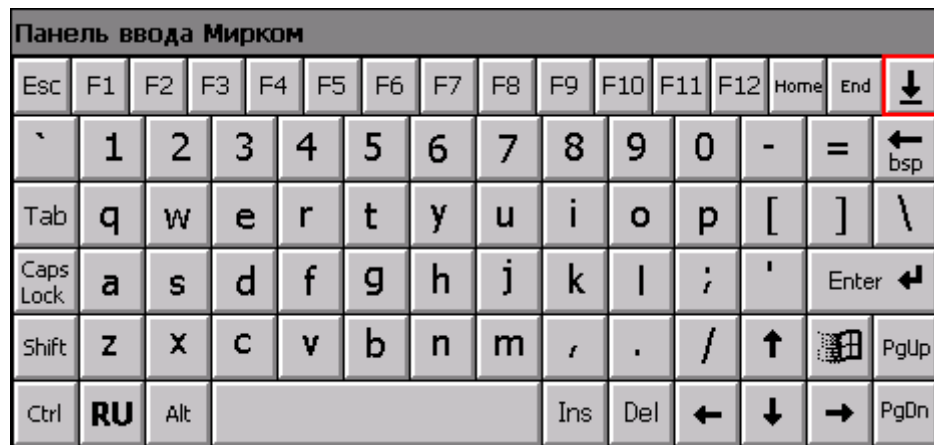 Панель ввода Мирком
Esc F1 F2 F3 F4 F5 F6 F7 F8 F9 F10 F11 F12 Home End
` 1 2 3 4 5 6 7 8 9 0 - = bsp
Tab q w e r t y u i o p [ ] \
Caps Lock a s d f g h j k l ; ' Enter
Shift z x c v b n m , . / PgUp
Ctrl RU Alt Ins Del PgDn